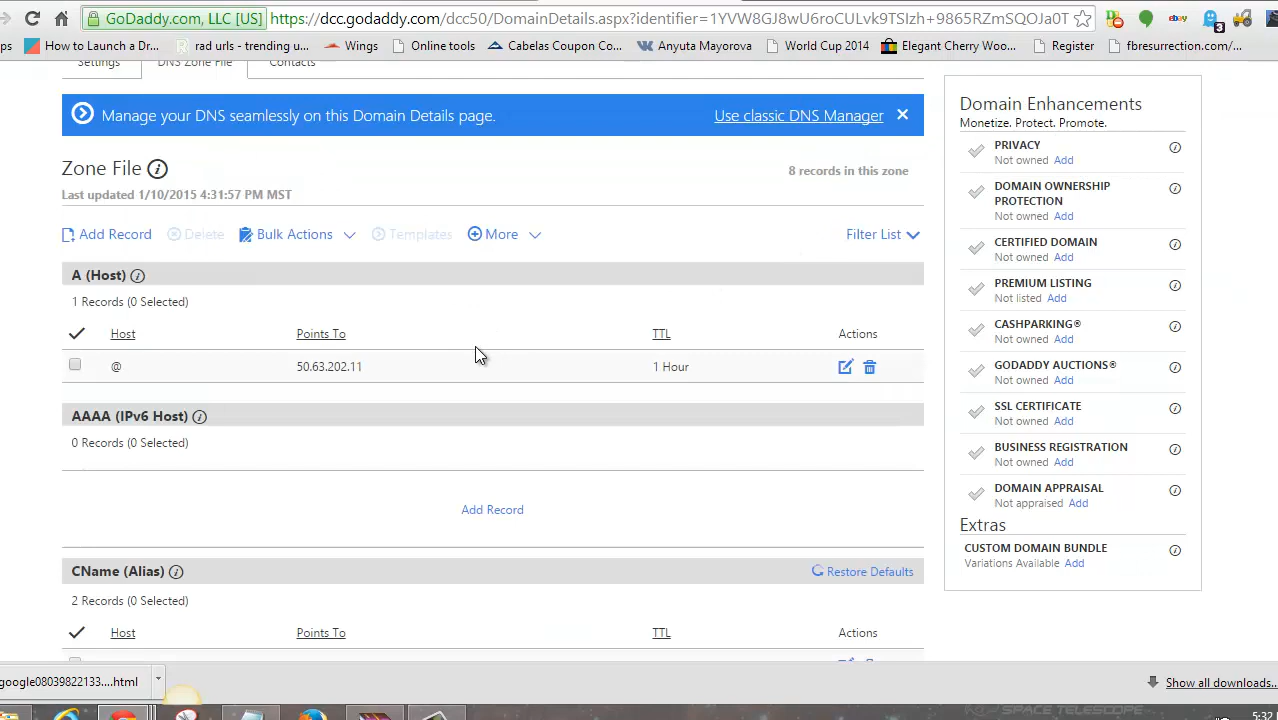 GoDaddy.com, LLC [US] https://dcc.godaddy.com/dcc50/DomainDetails.aspx?identifier=1YVW8GJ8wU6roCULvk9TSIzh+9865RZmSQOJa0T
ps How to Launch a Dr... rad urls - trending u... Wings Online tools Cabelas Coupon Co... Anyuta Mayorova World Cup 2014 Elegant Cherry Woo... Register fbresurrection.com/...
3
Settings DNS Zone File Contacts
Manage your DNS seamlessly on this Domain Details page. Use classic DNS Manager
Zone File
8 records in this zone
Last updated 1/10/2015 4:31:57 PM MST
Add Record Delete Bulk Actions Templates More Filter List
A (Host)
1 Records (0 Selected)
Host Points To TTL Actions
@ 50.63.202.11 1 Hour
AAAA (IPv6 Host)
0 Records (0 Selected)
Add Record
CName (Alias) Restore Defaults
2 Records (0 Selected)
Host Points To TTL Actions
Domain Enhancements
Monetize. Protect. Promote.
PRIVACY
Not owned Add
DOMAIN OWNERSHIP
PROTECTION
Not owned Add
CERTIFIED DOMAIN
Not owned Add
PREMIUM LISTING
Not listed Add
CASHPARKING®
Not owned Add
GODADDY AUCTIONS®
Not owned Add
SSL CERTIFICATE
Not owned Add
BUSINESS REGISTRATION
Not owned Add
DOMAIN APPRAISAL
Not appraised Add
Extras
CUSTOM DOMAIN BUNDLE
Variations Available Add
google08039822133....html
Show all downloads...
SPACE TELESCOPE
5:32